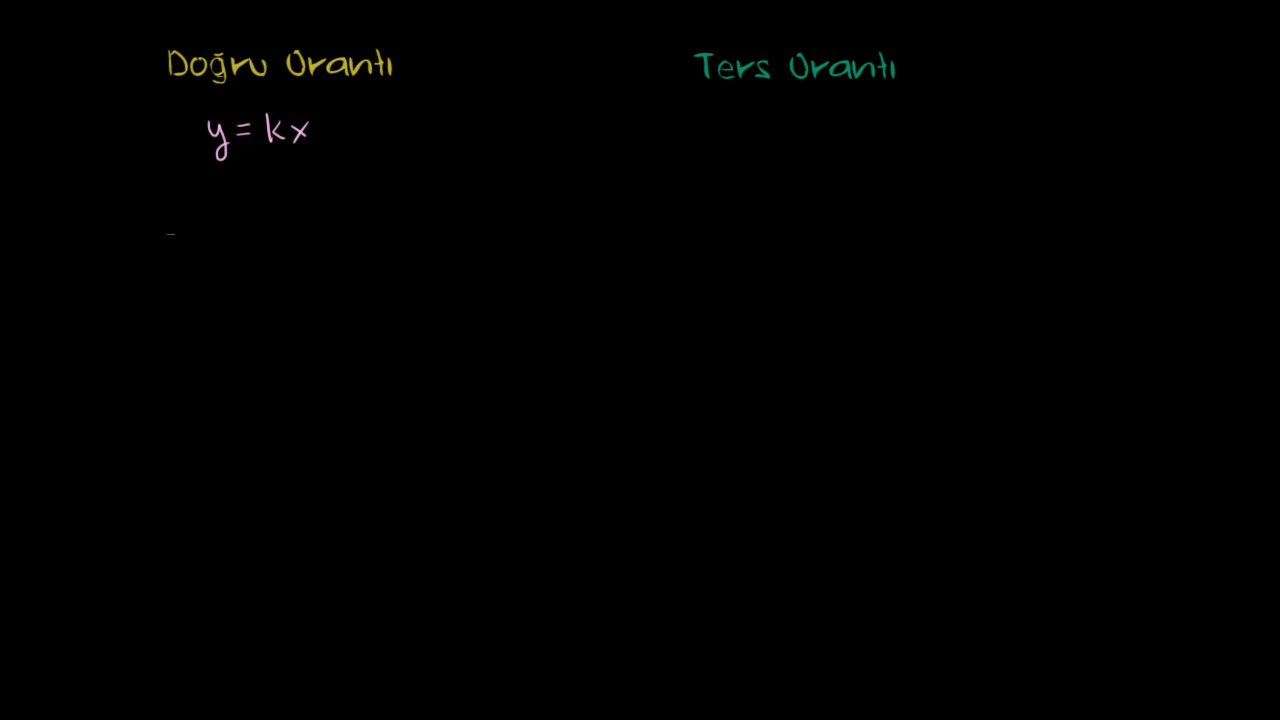 Doğru Orantı
Ters Orantı
y = kx